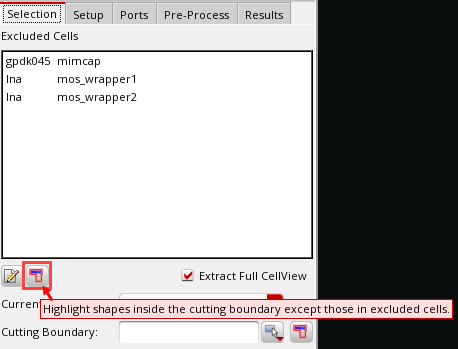 Selection Setup Ports Pre-Process Results
Excluded Cells
gpdk045 mimcap
lna mos_wrapper1
lna mos_wrapper2
Extract Full CellView
Current
Highlight shapes inside the cutting boundary except those in excluded cells.
Cutting Boundary: